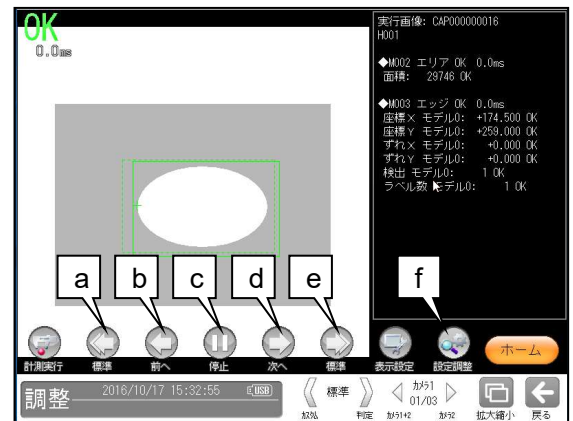 OK
0.0ms
実行画像: CAP000000016
H001
◆M002 エリア OK 0.0ms
面積: 29746 OK
◆M003 エッジ OK 0.0ms
座標X モデル0: +174.500 OK
座標Y モデル0: +259.000 OK
ずれX モデル0: +0.000 OK
ずれY モデル0: +0.000 OK
検出 モデル0: 1 OK
ラベル数 モデル0: 1 OK
a b c d e f
計測実行 標準 前へ 停止 次へ 標準 表示設定 設定調整 ホーム
調整 2016/10/17 15:32:55 USB 標準 ｶﾒﾗ1
01/03
判定 ｶﾒﾗ1+2 ｶﾒﾗ2 拡大縮小 戻る